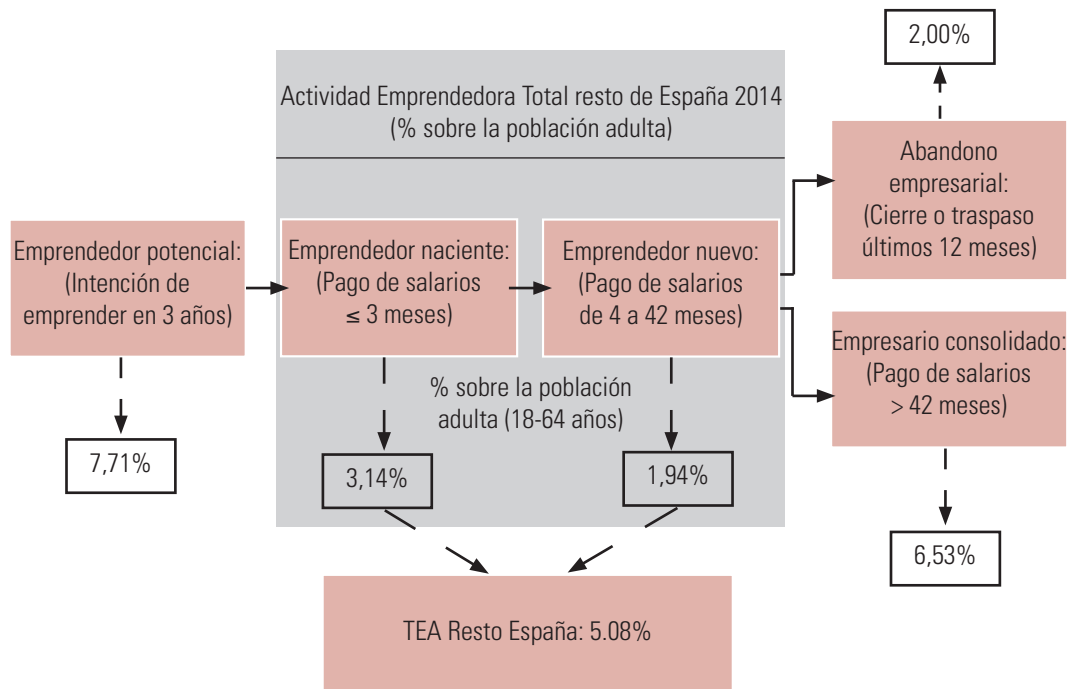 2,00%
Actividad Emprendedora Total resto de España 2014
(% sobre la población adulta)
Abandono
empresarial:
(Cierre o traspaso
últimos 12 meses)
Emprendedor potencial:
(Intención de
emprender en 3 años)
Emprendedor naciente:
(Pago de salarios
≤ 3 meses)
Emprendedor nuevo:
(Pago de salarios
de 4 a 42 meses)
Empresario consolidado:
(Pago de salarios
> 42 meses)
% sobre la población
adulta (18-64 años)
7,71%
3,14%
1,94%
6,53%
TEA Resto España: 5.08%